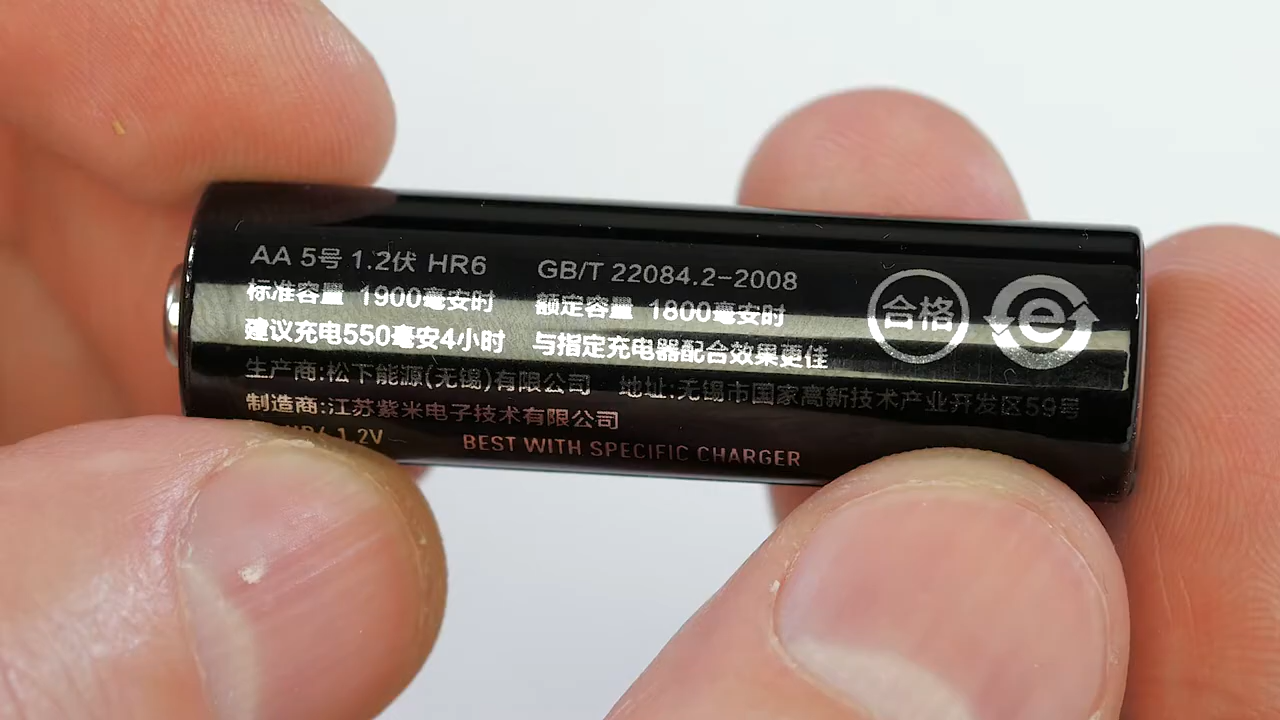 AA 5号 1.2伏 HR6 GB/T 22084.2-2008
标准容量 1900毫安时 额定容量 1800毫安时
建议充电550毫安4小时 与指定充电器配合效果更佳
合格
e
生产商:松下能源(无锡)有限公司 地址:无锡市国家高新技术产业开发区59号
制造商:江苏紫米电子技术有限公司
HR6 1.2V BEST WITH SPECIFIC CHARGER